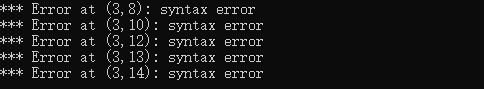 *** Error at (3,8): syntax error
*** Error at (3,10): syntax error
*** Error at (3,12): syntax error
*** Error at (3,13): syntax error
*** Error at (3,14): syntax error